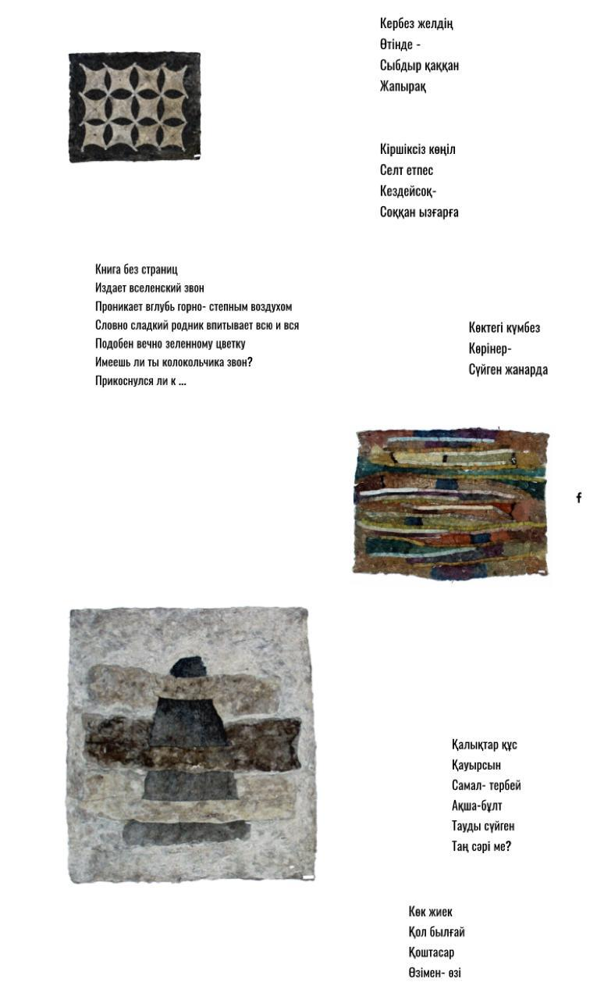 Кербез желдің
Өтінде -
Сыбдыр қаққан
Жапырақ
Кіршіксіз көңіл
Селт етпес
Кездейсоқ-
Соққан ызғарға
Книга без страниц
Издает вселенский звон
Проникает вглубь горно- степным воздухом
Словно сладкий родник впитывает всю и вся
Подобен вечно зеленному цветку
Имеешь ли ты колокольчика звон?
Прикоснулся ли к ...
Көктегі күмбез
Көрінер-
Сүйген жанарда
Қалықтар құс
Қауырсын
Самал- тербей
Ақша-бұлт
Тауды сүйген
Таң сәрі ме?
Көк жиек
Қол былғай
Қоштасар
Өзімен- өзі